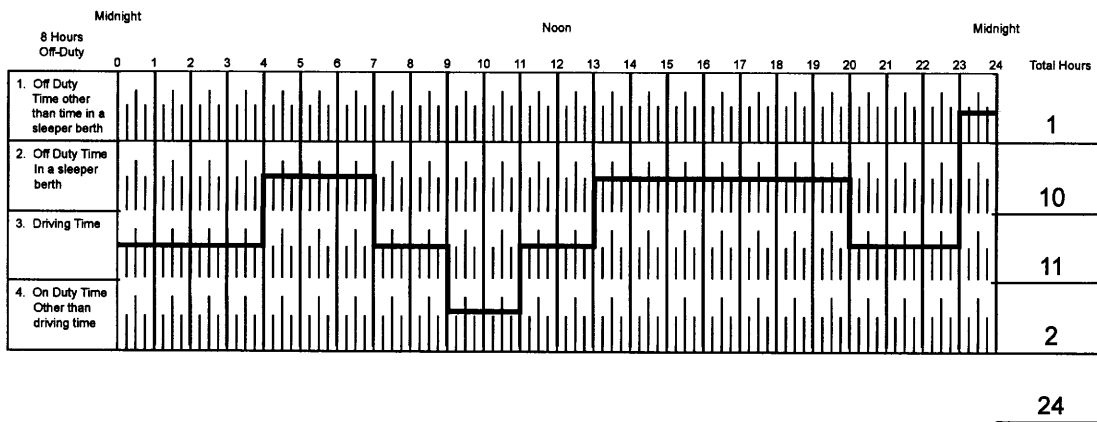 Midnight
Noon
Midnight
8 Hours
Off-Duty
0 1 2 3 4 5 6 7 8 9 10 11 12 13 14 15 16 17 18 19 20 21 22 23 24
Total Hours
1. Off Duty
Time other
than time in a
sleeper berth
1
2. Off Duty Time
In a sleeper
berth
10
3. Driving Time
11
4. On Duty Time
Other than
driving time
2
24